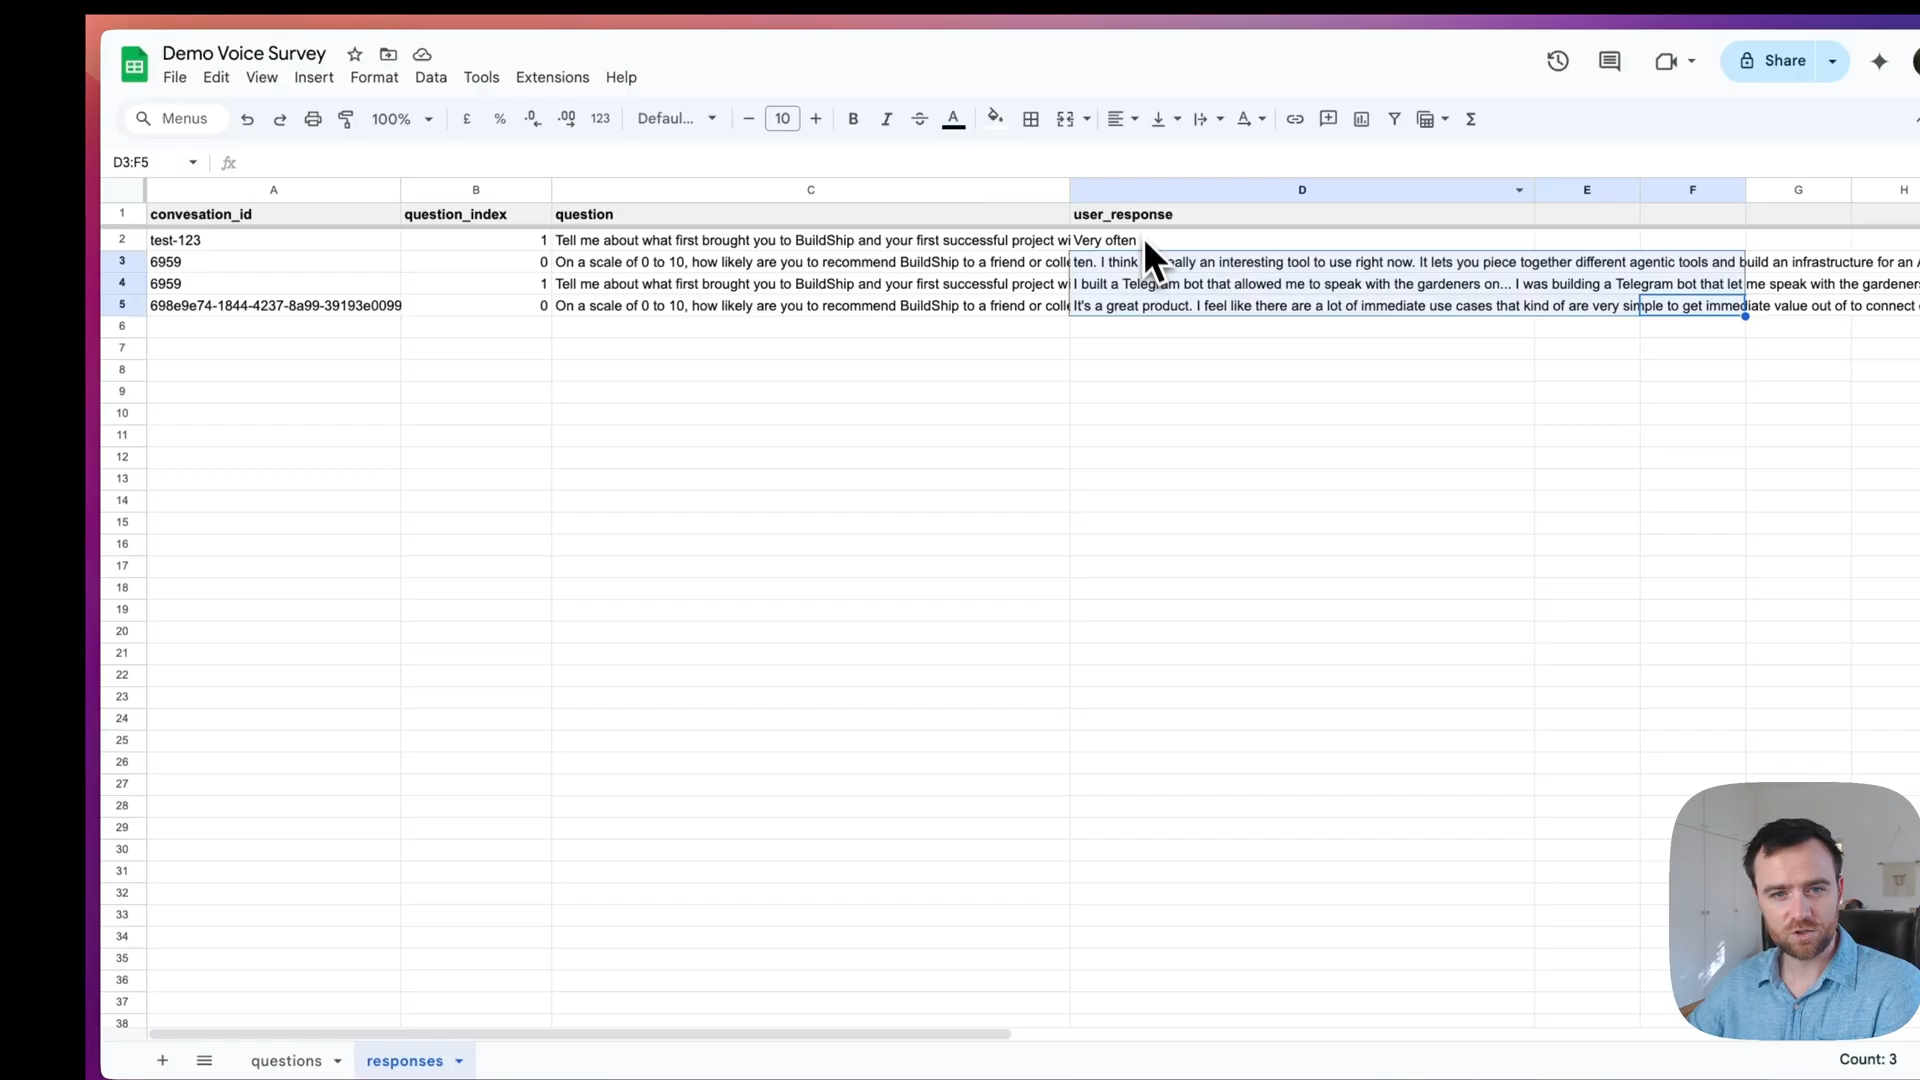 Demo Voice Survey
File Edit View Insert Format Data Tools Extensions Help
Share
Menus 100% £ % .0 .00 123 Defaul... 10 B I A A Σ
D3:F5 fx
A B C D E F G H
1 convesation_id question_index question user_response
2 test-123 1 Tell me about what first brought you to BuildShip and your first successful project wi Very often
3 6959 0 On a scale of 0 to 10, how likely are you to recommend BuildShip to a friend or colle ten. I think an interesting tool to use right now. It lets you piece together different agentic tools and build an infrastructure for an
4 6959 1 Tell me about what first brought you to BuildShip and your first successful project wi I built a Telegram bot that allowed me to speak with the gardeners on... I was building a Telegram bot that let me speak with the gardeners
5 698e9e74-1844-4237-8a99-39193e0099 0 On a scale of 0 to 10, how likely are you to recommend BuildShip to a friend or colle It's a great product. I feel like there are a lot of immediate use cases that kind of are very simple to get immediate value out of to connect
6
7
8
9
10
11
12
13
14
15
16
17
18
19
20
21
22
23
24
25
26
27
28
29
30
31
32
33
34
35
36
37
38
+ questions responses Count: 3